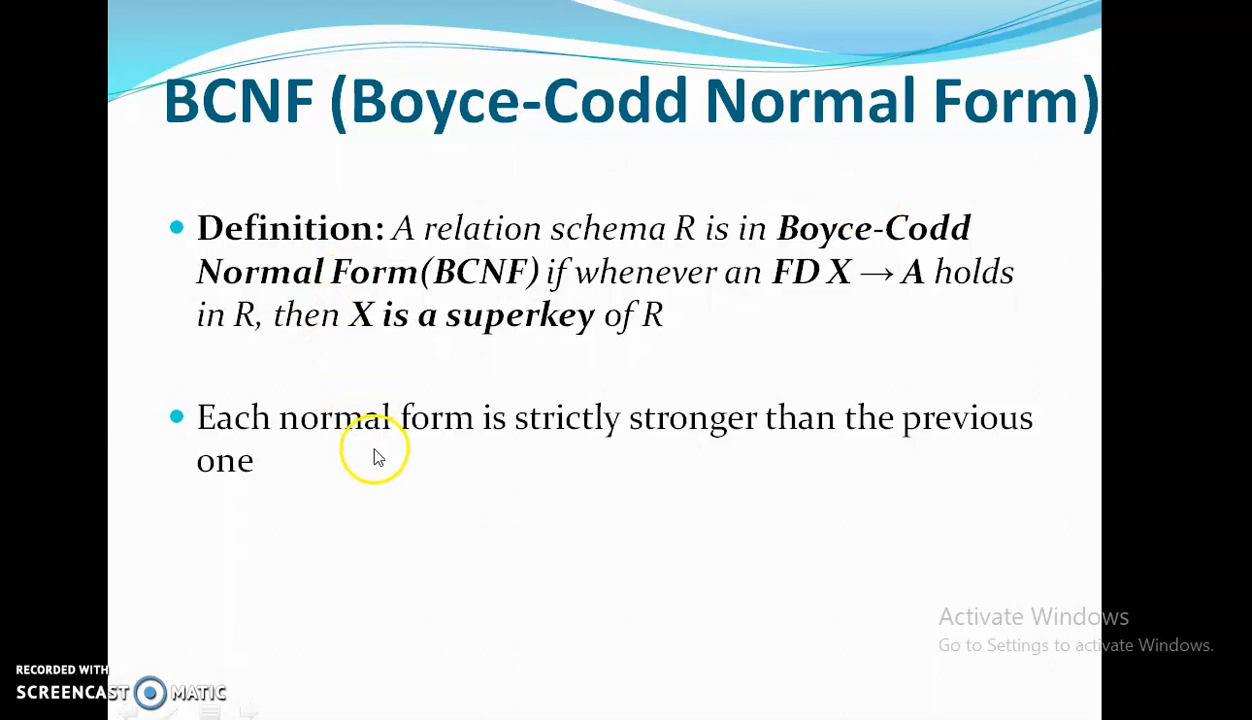 BCNF (Boyce-Codd Normal Form)
• Definition: A relation schema R is in Boyce-Codd
Normal Form(BCNF) if whenever an FD X → A holds
in R, then X is a superkey of R
• Each normal form is strictly stronger than the previous
one
Activate Windows
Go to Settings to activate Windows.
RECORDED WITH
SCREENCAST MATIC